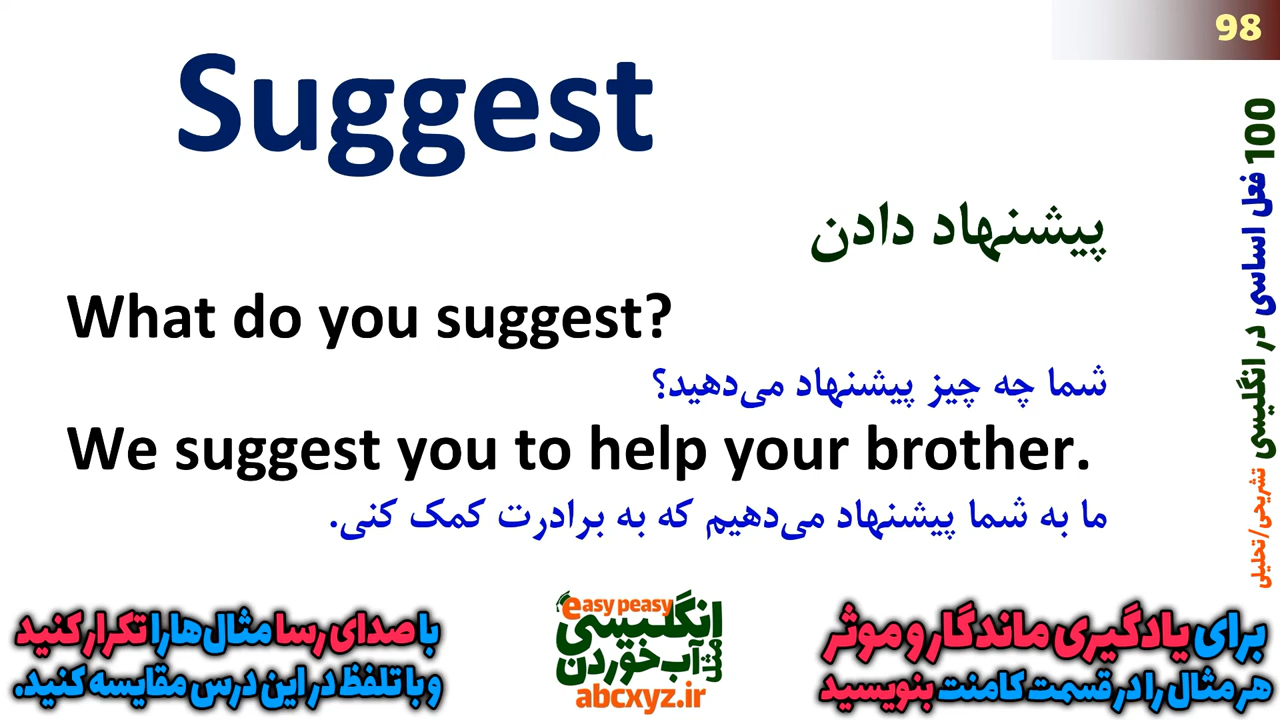 98
Suggest
پیشنهاد دادن
What do you suggest?
شما چه چیز پیشنهاد می‌دهید؟
We suggest you to help your brother.
ما به شما پیشنهاد می‌دهیم که به برادرت کمک کنی.
100 فعل اساسی در انگلیسی تشریحی/تحلیلی
برای یادگیری ماندگار و موثر
هر مثال را در قسمت کامنت بنویسید
easy peasy
انگلیسی
مثل آب خوردن
abcxyz.ir
با صدای رسا مثال‌ها را تکرار کنید
و با تلفظ در این درس مقایسه کنید.